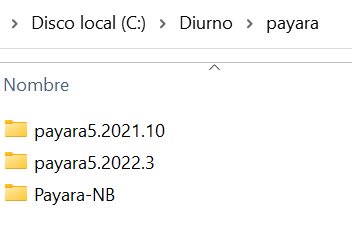 > Disco local (C:) > Diurno > payara
Nombre
payara5.2021.10
payara5.2022.3
Payara-NB